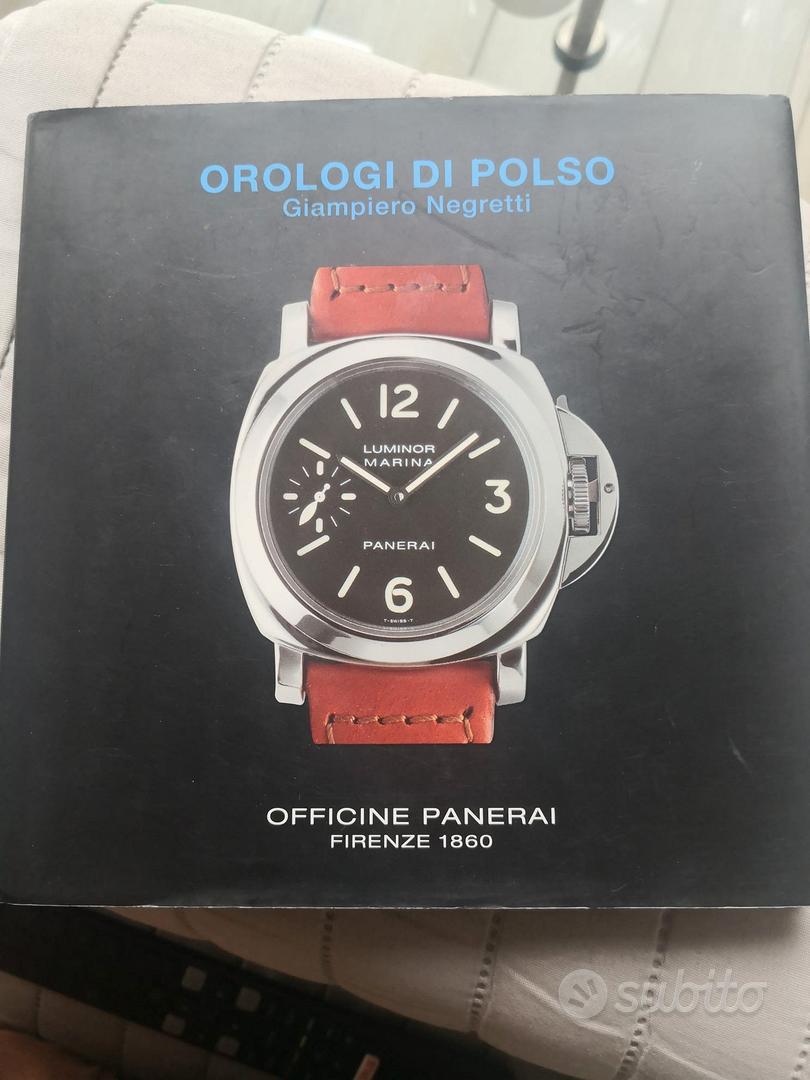 OROLOGI DI POLSO
Giampiero Negretti
12
LUMINOR
MARINA
3
PANERAI
6
T-SWISS-T
OFFICINE PANERAI
FIRENZE 1860
subito